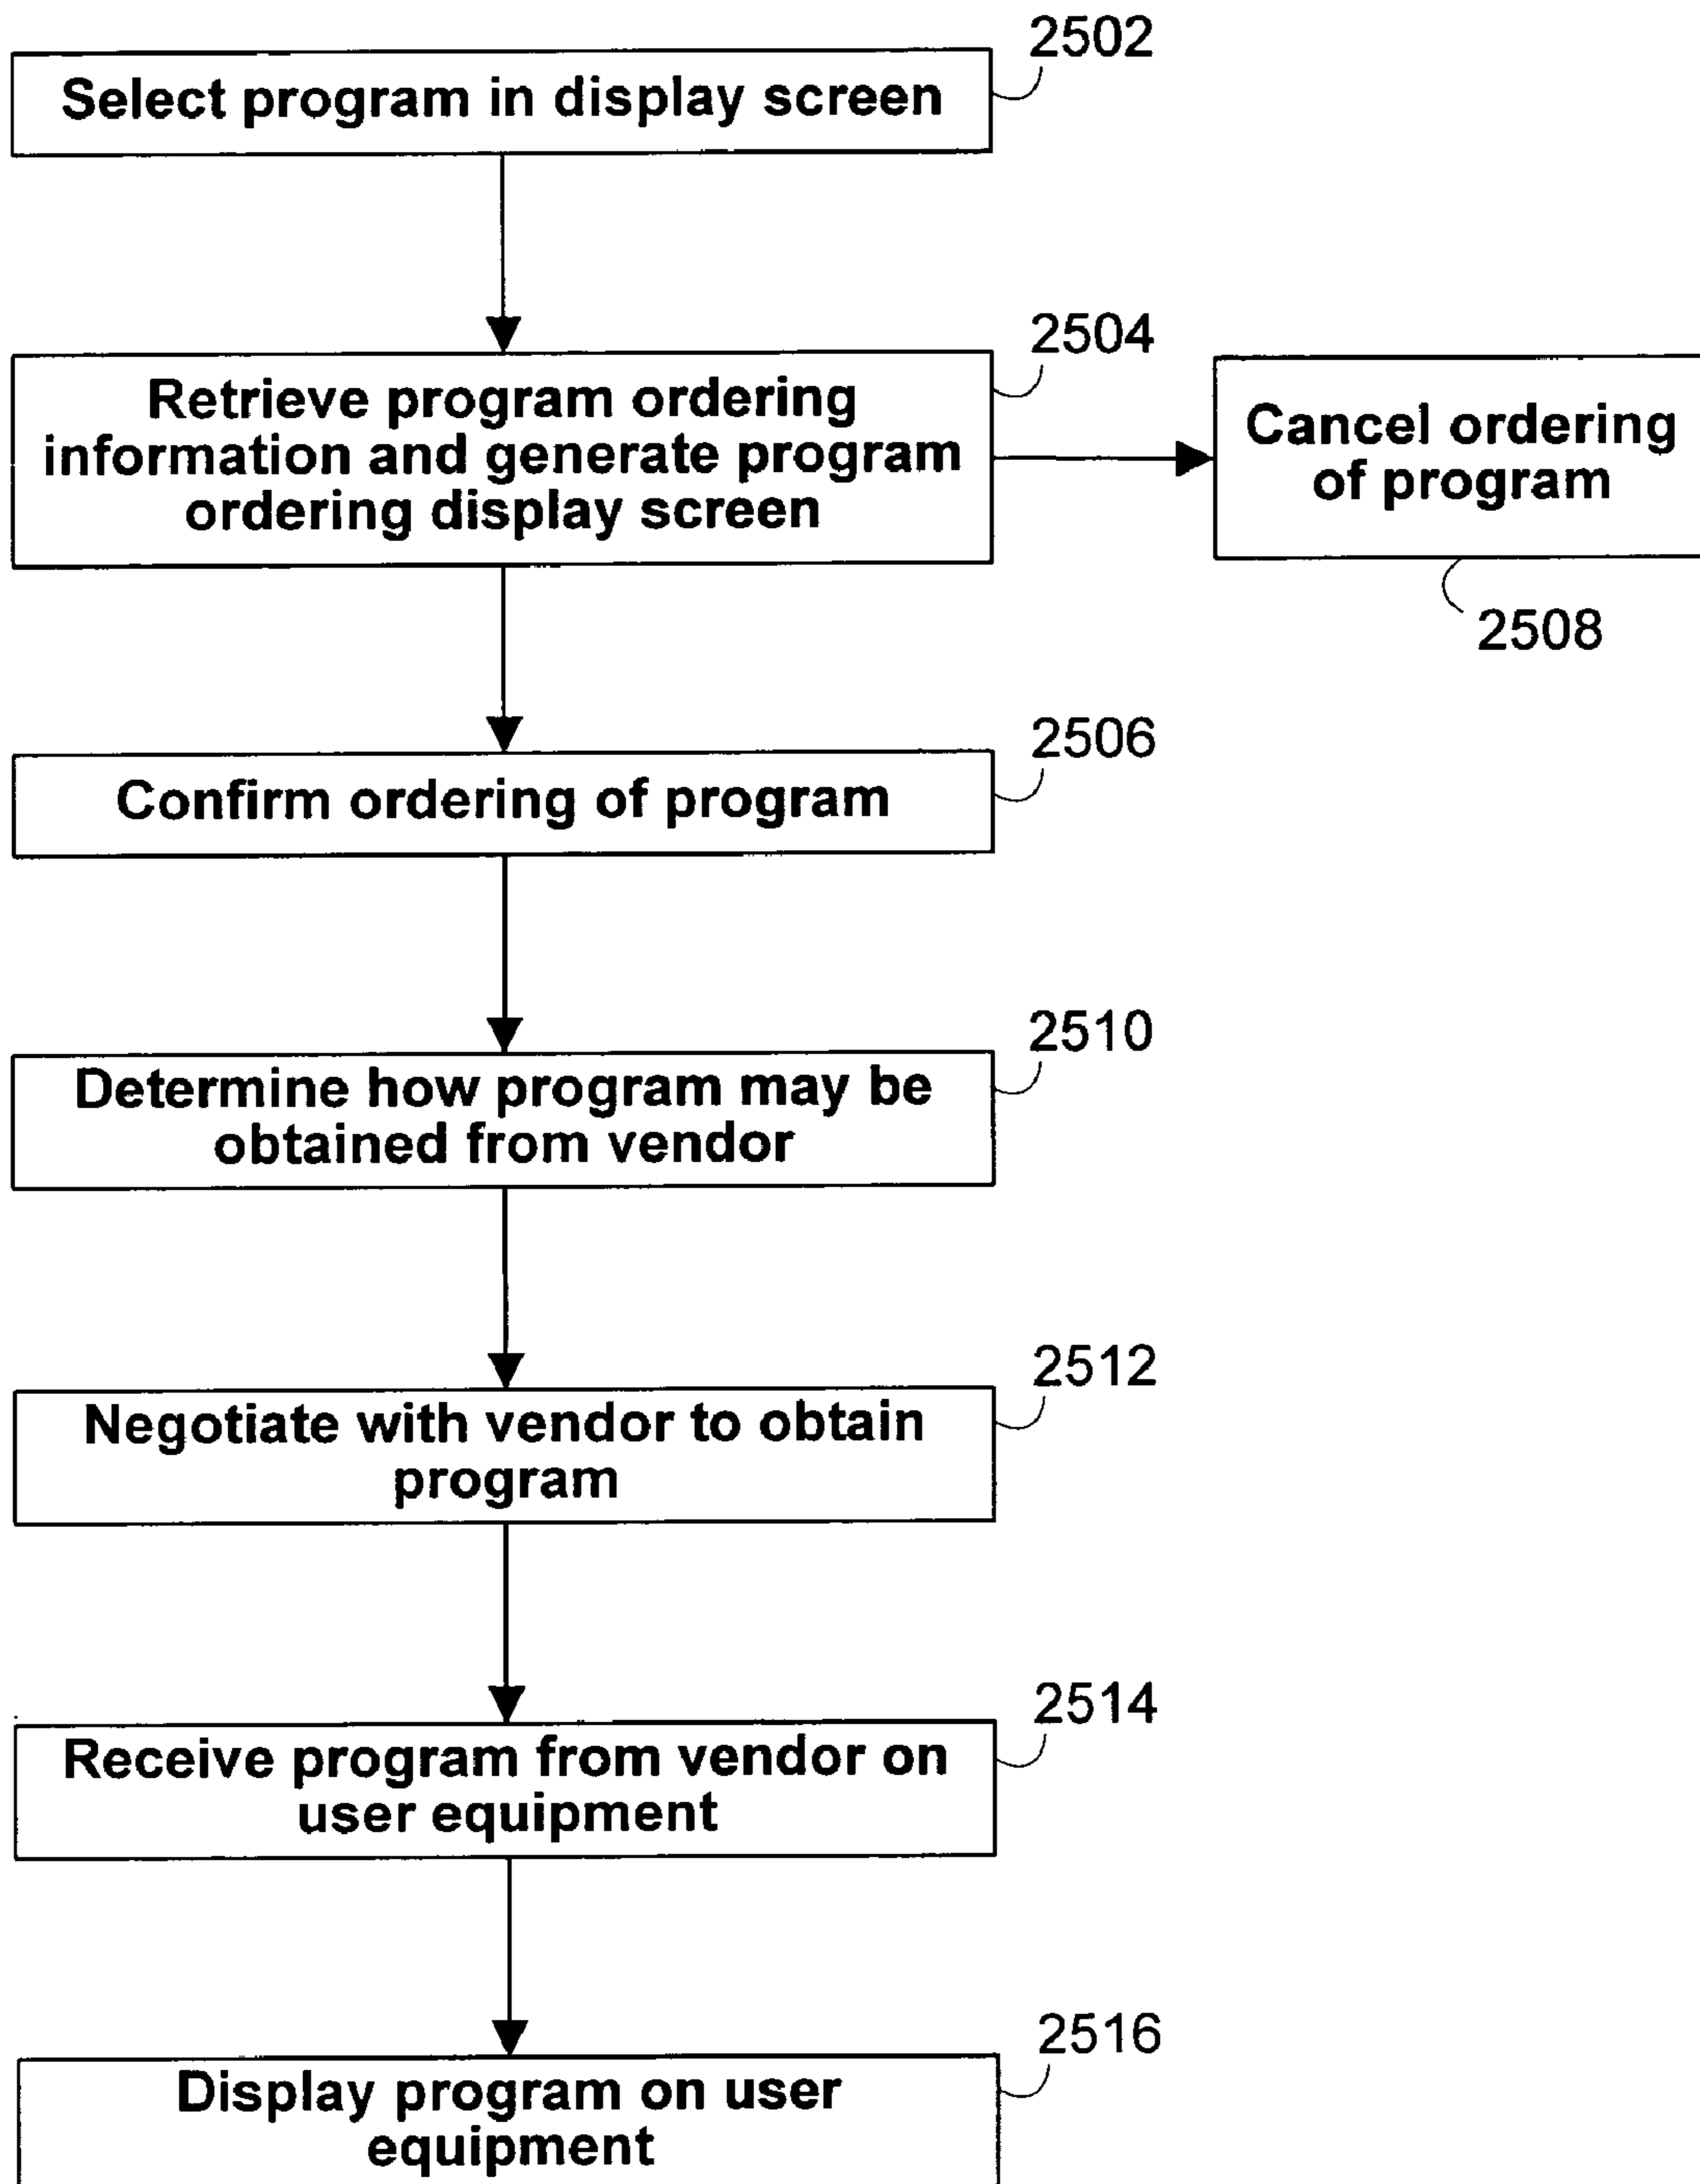 2502
Select program in display screen
2504
Retrieve program ordering
information and generate program
ordering display screen
Cancel ordering
of program
2508
2506
Confirm ordering of program
2510
Determine how program may be
obtained from vendor
2512
Negotiate with vendor to obtain
program
2514
Receive program from vendor on
user equipment
2516
Display program on user
equipment